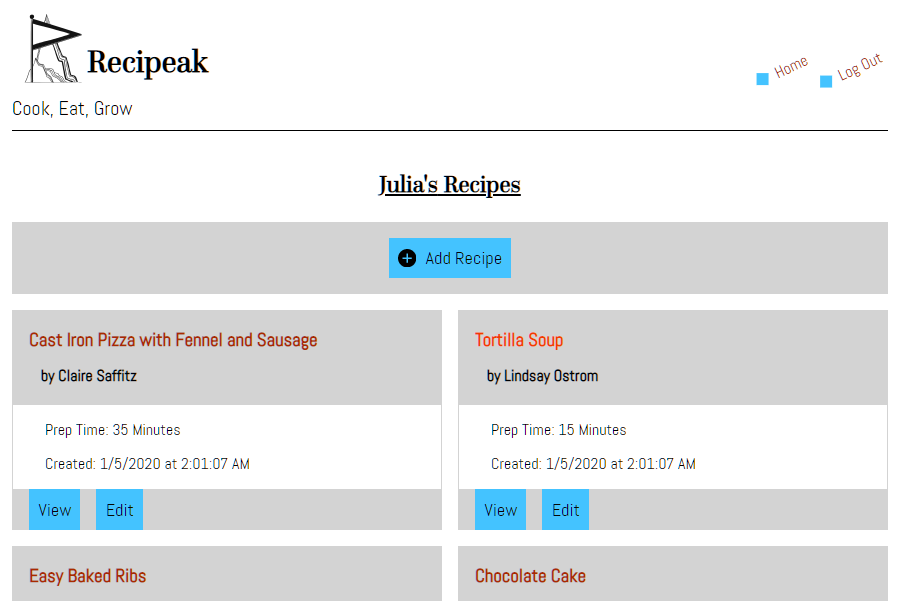 Recipeak
Home
Log Out
Cook, Eat, Grow
Julia's Recipes
Add Recipe
Cast Iron Pizza with Fennel and Sausage
by Claire Saffitz
Prep Time: 35 Minutes
Created: 1/5/2020 at 2:01:07 AM
View Edit
Tortilla Soup
by Lindsay Ostrom
Prep Time: 15 Minutes
Created: 1/5/2020 at 2:01:07 AM
View Edit
Easy Baked Ribs
Chocolate Cake